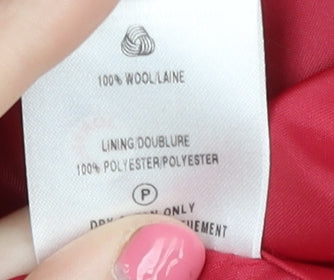 100% WOOL/LAINE
LINING/DOUBLURE
100% POLYESTER/POLYESTER
P
DRY ONLY